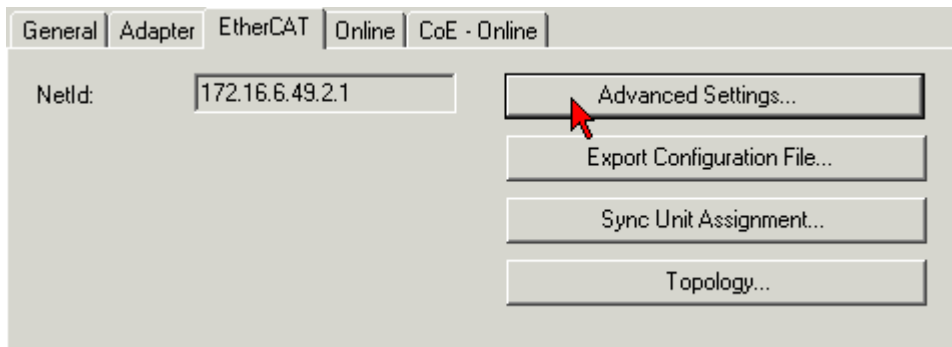 General Adapter EtherCAT Online CoE - Online
NetId: 172.16.6.49.2.1 Advanced Settings...
Export Configuration File...
Sync Unit Assignment...
Topology...